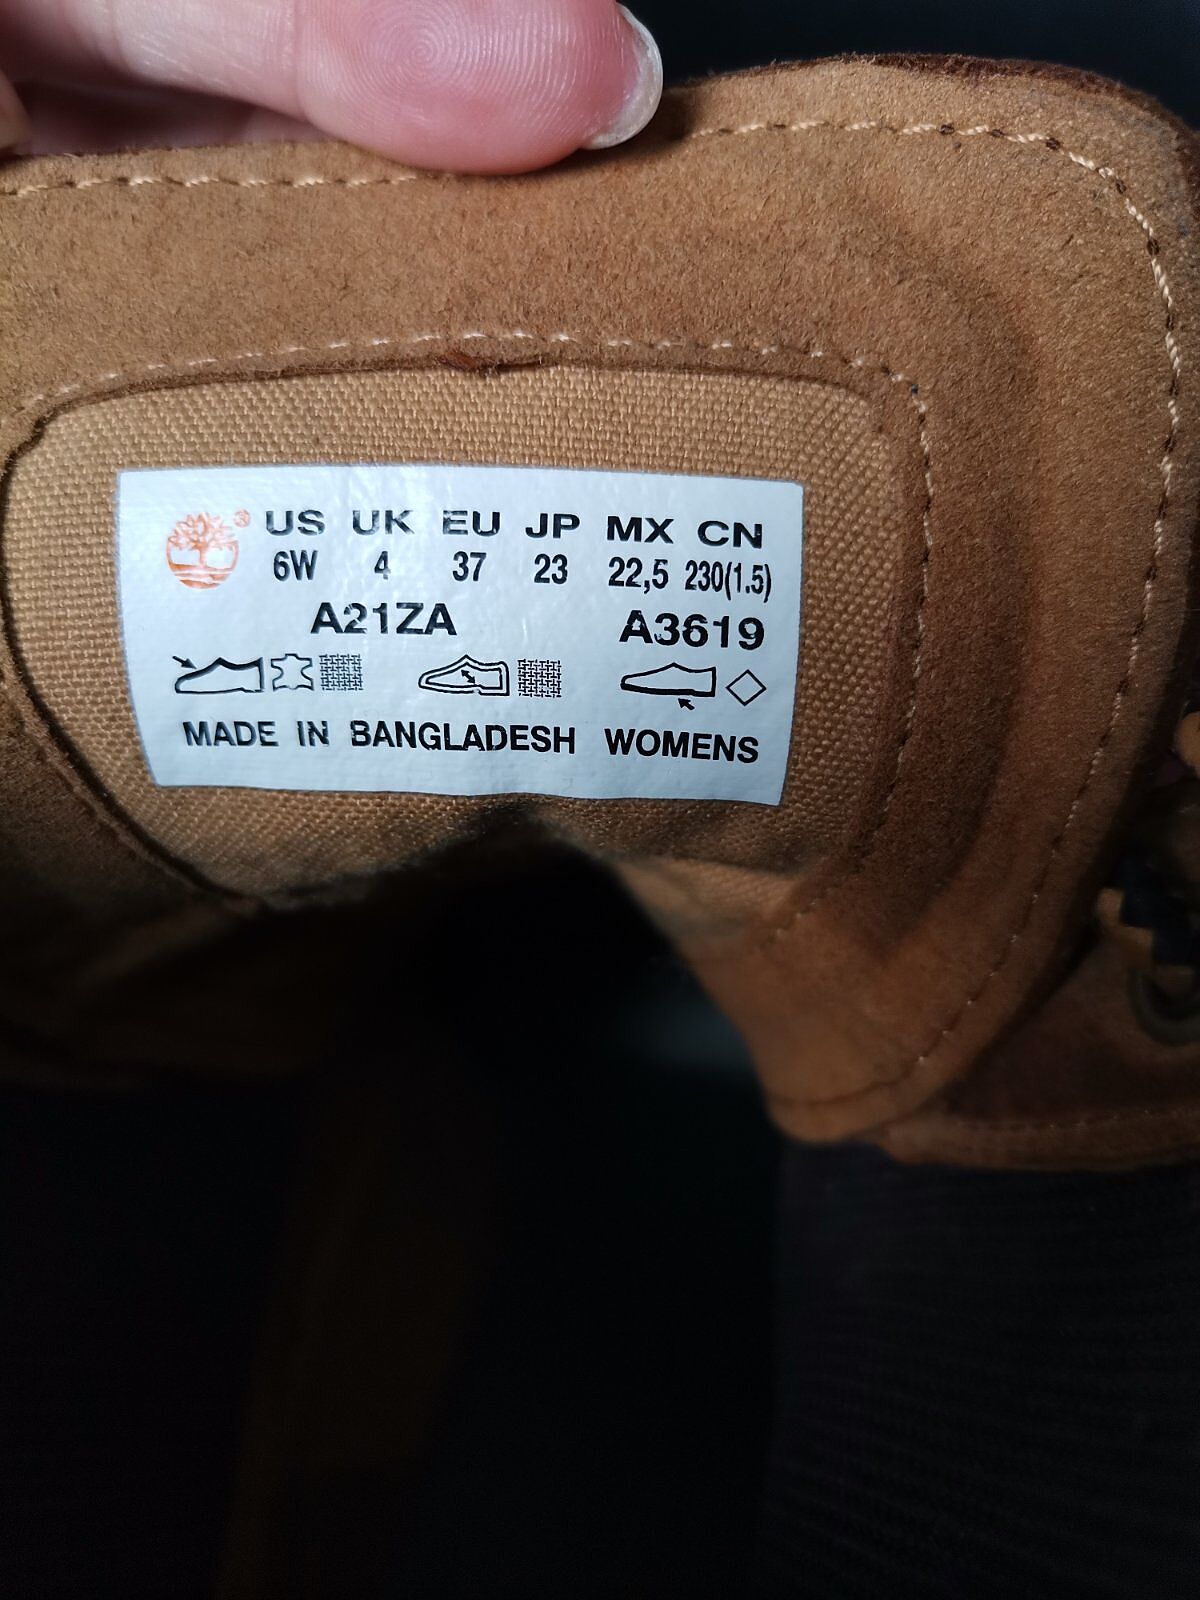 ® US UK EU JP MX CN
6W 4 37 23 22,5 230(1.5)
A21ZA A3619
MADE IN BANGLADESH WOMENS